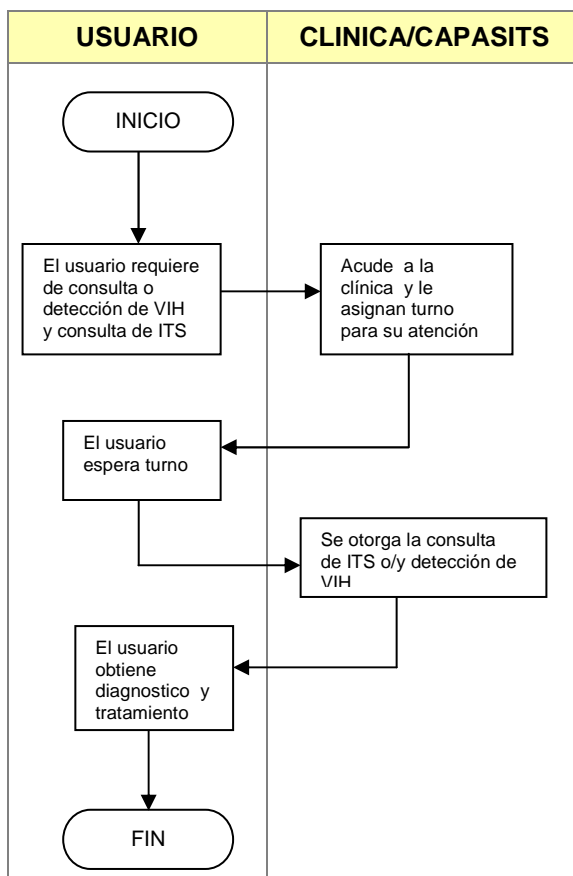 USUARIO
CLINICA/CAPASITS
INICIO
El usuario requiere
de consulta o
detección de VIH
y consulta de ITS
Acude a la
clínica y le
asignan turno
para su atención
El usuario
espera turno
Se otorga la consulta
de ITS o/y detección de
VIH
El usuario
obtiene
diagnostico y
tratamiento
FIN